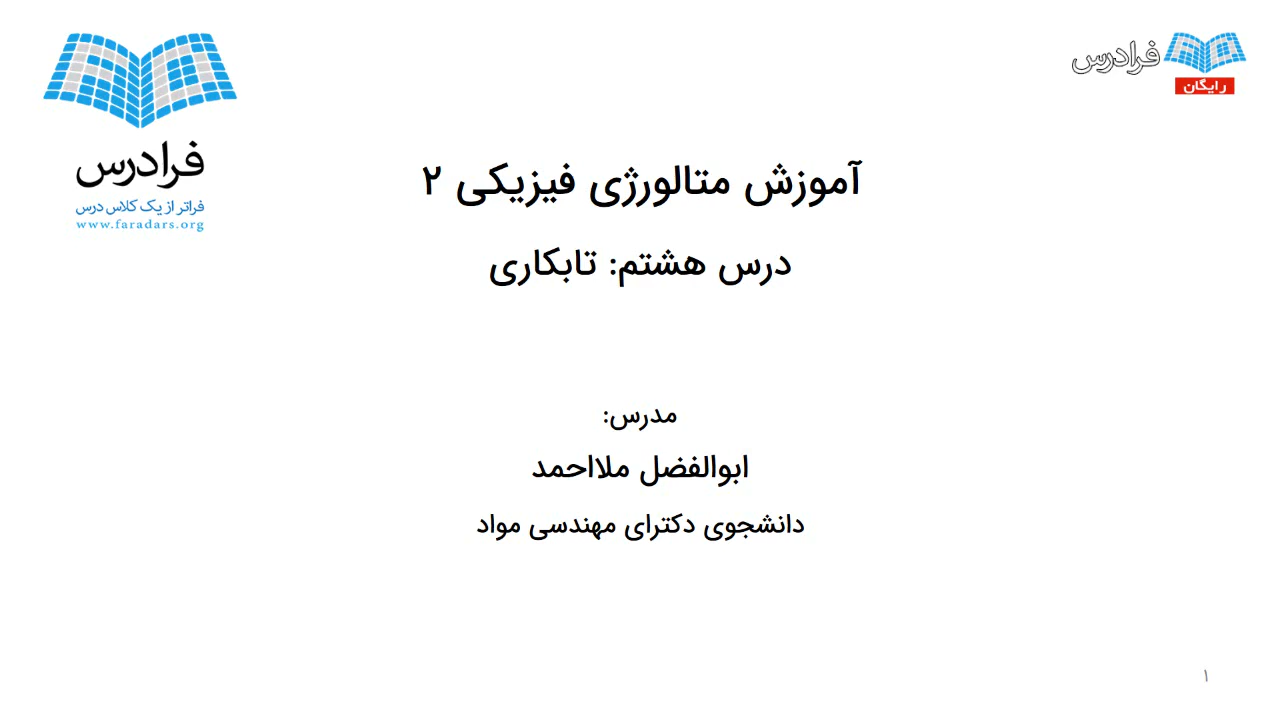 فرادرس
رایگان
فرادرس
فراتر از یک کلاس درس
www.faradars.org
آموزش متالورژی فیزیکی ۲
درس هشتم: تابکاری
مدرس:
ابوالفضل ملااحمد
دانشجوی دکترای مهندسی مواد
۱